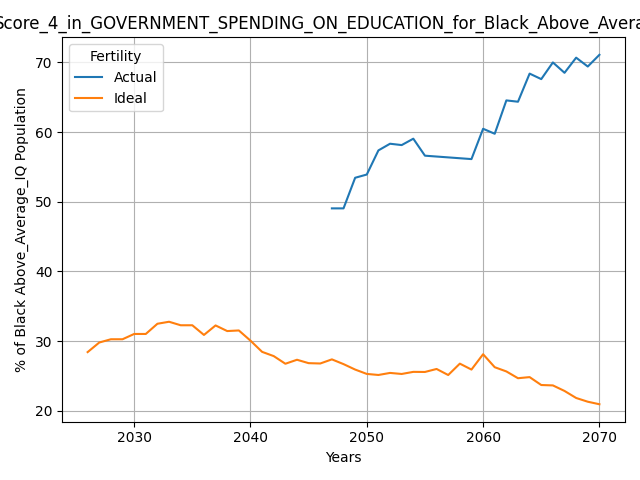 Score_4_in_GOVERNMENT_SPENDING_ON_EDUCATION_for_Black_Above_Avera
Fertility
Actual
Ideal
% of Black Above_Average_IQ Population
70
60
50
40
30
20
2030 2040 2050 2060 2070
Years